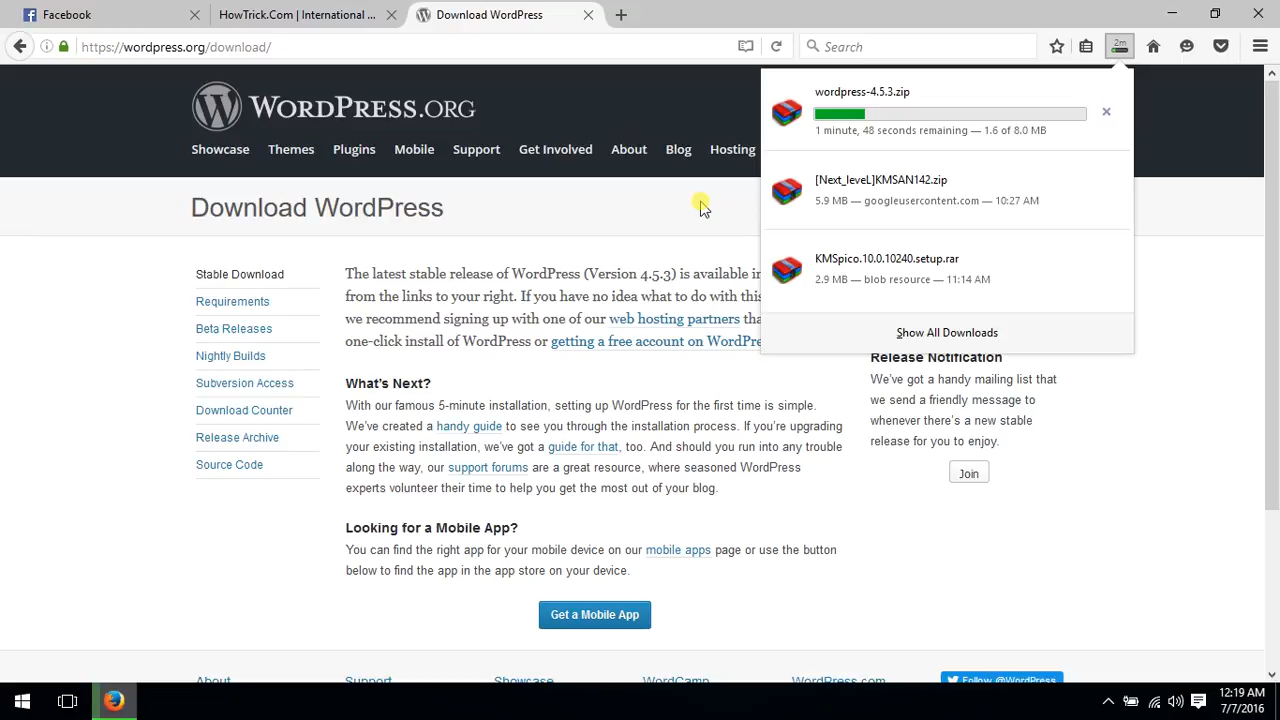 Facebook
HowTrick.Com | International ...
Download WordPress
https://wordpress.org/download/
Search
2m
WORDPRESS.ORG
Showcase Themes Plugins Mobile Support Get Involved About Blog Hosting
wordpress-4.5.3.zip
1 minute, 48 seconds remaining — 1.6 of 8.0 MB
[Next_leveL]KMSAN142.zip
5.9 MB — googleusercontent.com — 10:27 AM
KMSpico.10.0.10240.setup.rar
2.9 MB — blob resource — 11:14 AM
Show All Downloads
Download WordPress
Stable Download
Requirements
Beta Releases
Nightly Builds
Subversion Access
Download Counter
Release Archive
Source Code
The latest stable release of WordPress (Version 4.5.3) is available in
from the links to your right. If you have no idea what to do with this
we recommend signing up with one of our web hosting partners tha
one-click install of WordPress or getting a free account on WordPre
What's Next?
With our famous 5-minute installation, setting up WordPress for the first time is simple.
We've created a handy guide to see you through the installation process. If you're upgrading
your existing installation, we've got a guide for that, too. And should you run into any trouble
along the way, our support forums are a great resource, where seasoned WordPress
experts volunteer their time to help you get the most out of your blog.
Looking for a Mobile App?
You can find the right app for your mobile device on our mobile apps page or use the button
below to find the app in the app store on your device.
Get a Mobile App
Release Notification
We've got a handy mailing list that
we send a friendly message to
whenever there's a new stable
release for you to enjoy.
Join
About Support Showcase WordCamp WordPress.com
Follow @WordPress
12:19 AM
7/7/2016